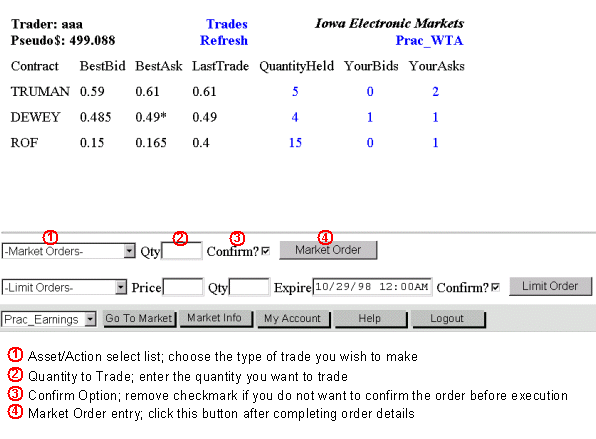 Trader: aaa Trades Iowa Electronic Markets
Pseudo$: 499.088 Refresh Prac_WTA
Contract BestBid BestAsk LastTrade QuantityHeld YourBids YourAsks
TRUMAN 0.59 0.61 0.61 5 0 2
DEWEY 0.485 0.49* 0.49 4 1 1
ROF 0.15 0.165 0.4 15 0 1
1 2 3 4
-Market Orders- Qty Confirm? Market Order
-Limit Orders- Price Qty Expire 10/29/98 12:00AM Confirm? Limit Order
Prac_Earnings Go To Market Market Info My Account Help Logout
1 Asset/Action select list; choose the type of trade you wish to make
2 Quantity to Trade; enter the quantity you want to trade
3 Confirm Option; remove checkmark if you do not want to confirm the order before execution
4 Market Order entry; click this button after completing order details